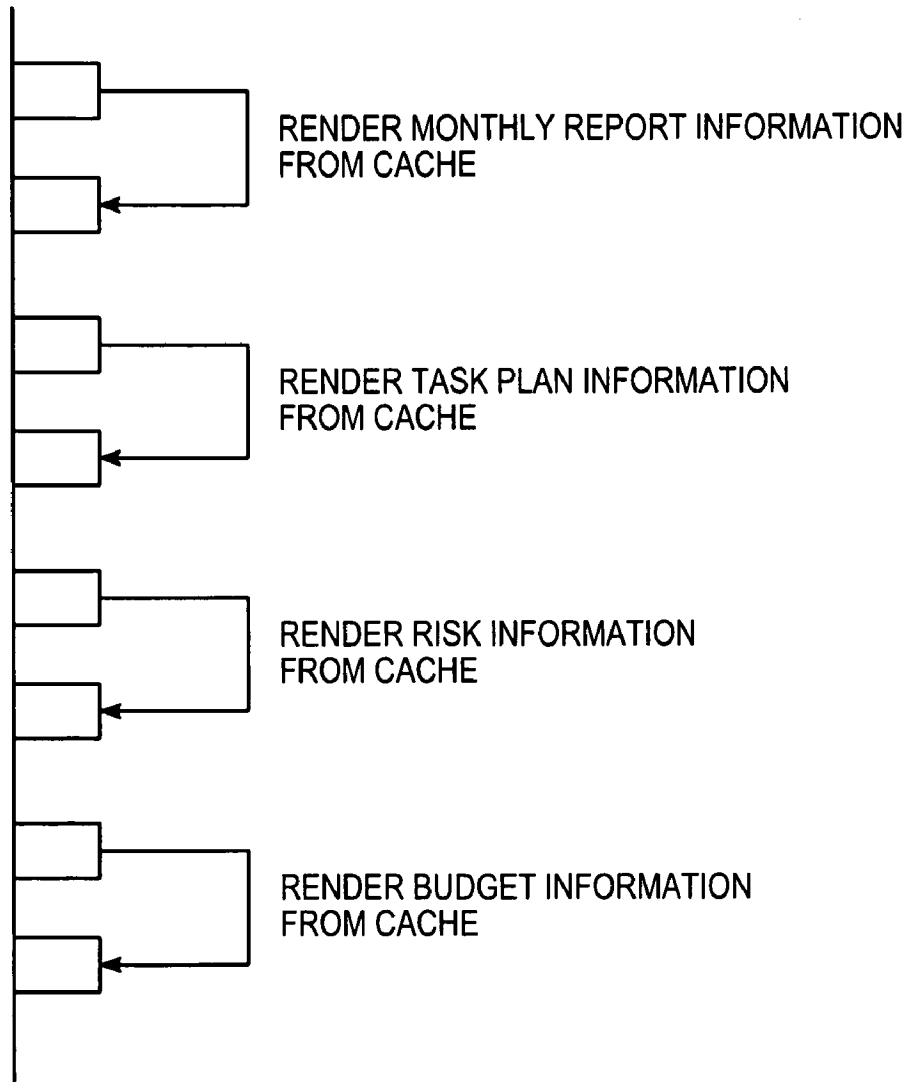 RENDER MONTHLY REPORT INFORMATION
FROM CACHE
RENDER TASK PLAN INFORMATION
FROM CACHE
RENDER RISK INFORMATION
FROM CACHE
RENDER BUDGET INFORMATION
FROM CACHE